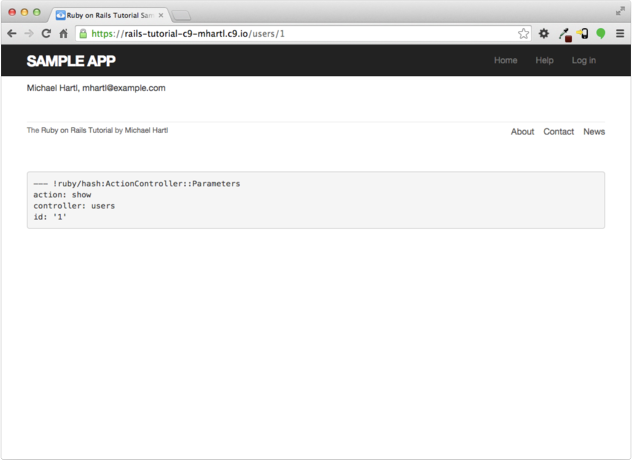 Ruby on Rails Tutorial Sam
https://rails-tutorial-c9-mhartl.c9.io/users/1
SAMPLE APP
Home Help Log in
Michael Hartl, mhartl@example.com
The Ruby on Rails Tutorial by Michael Hartl
About Contact News
--- !ruby/hash:ActionController::Parameters
action: show
controller: users
id: '1'